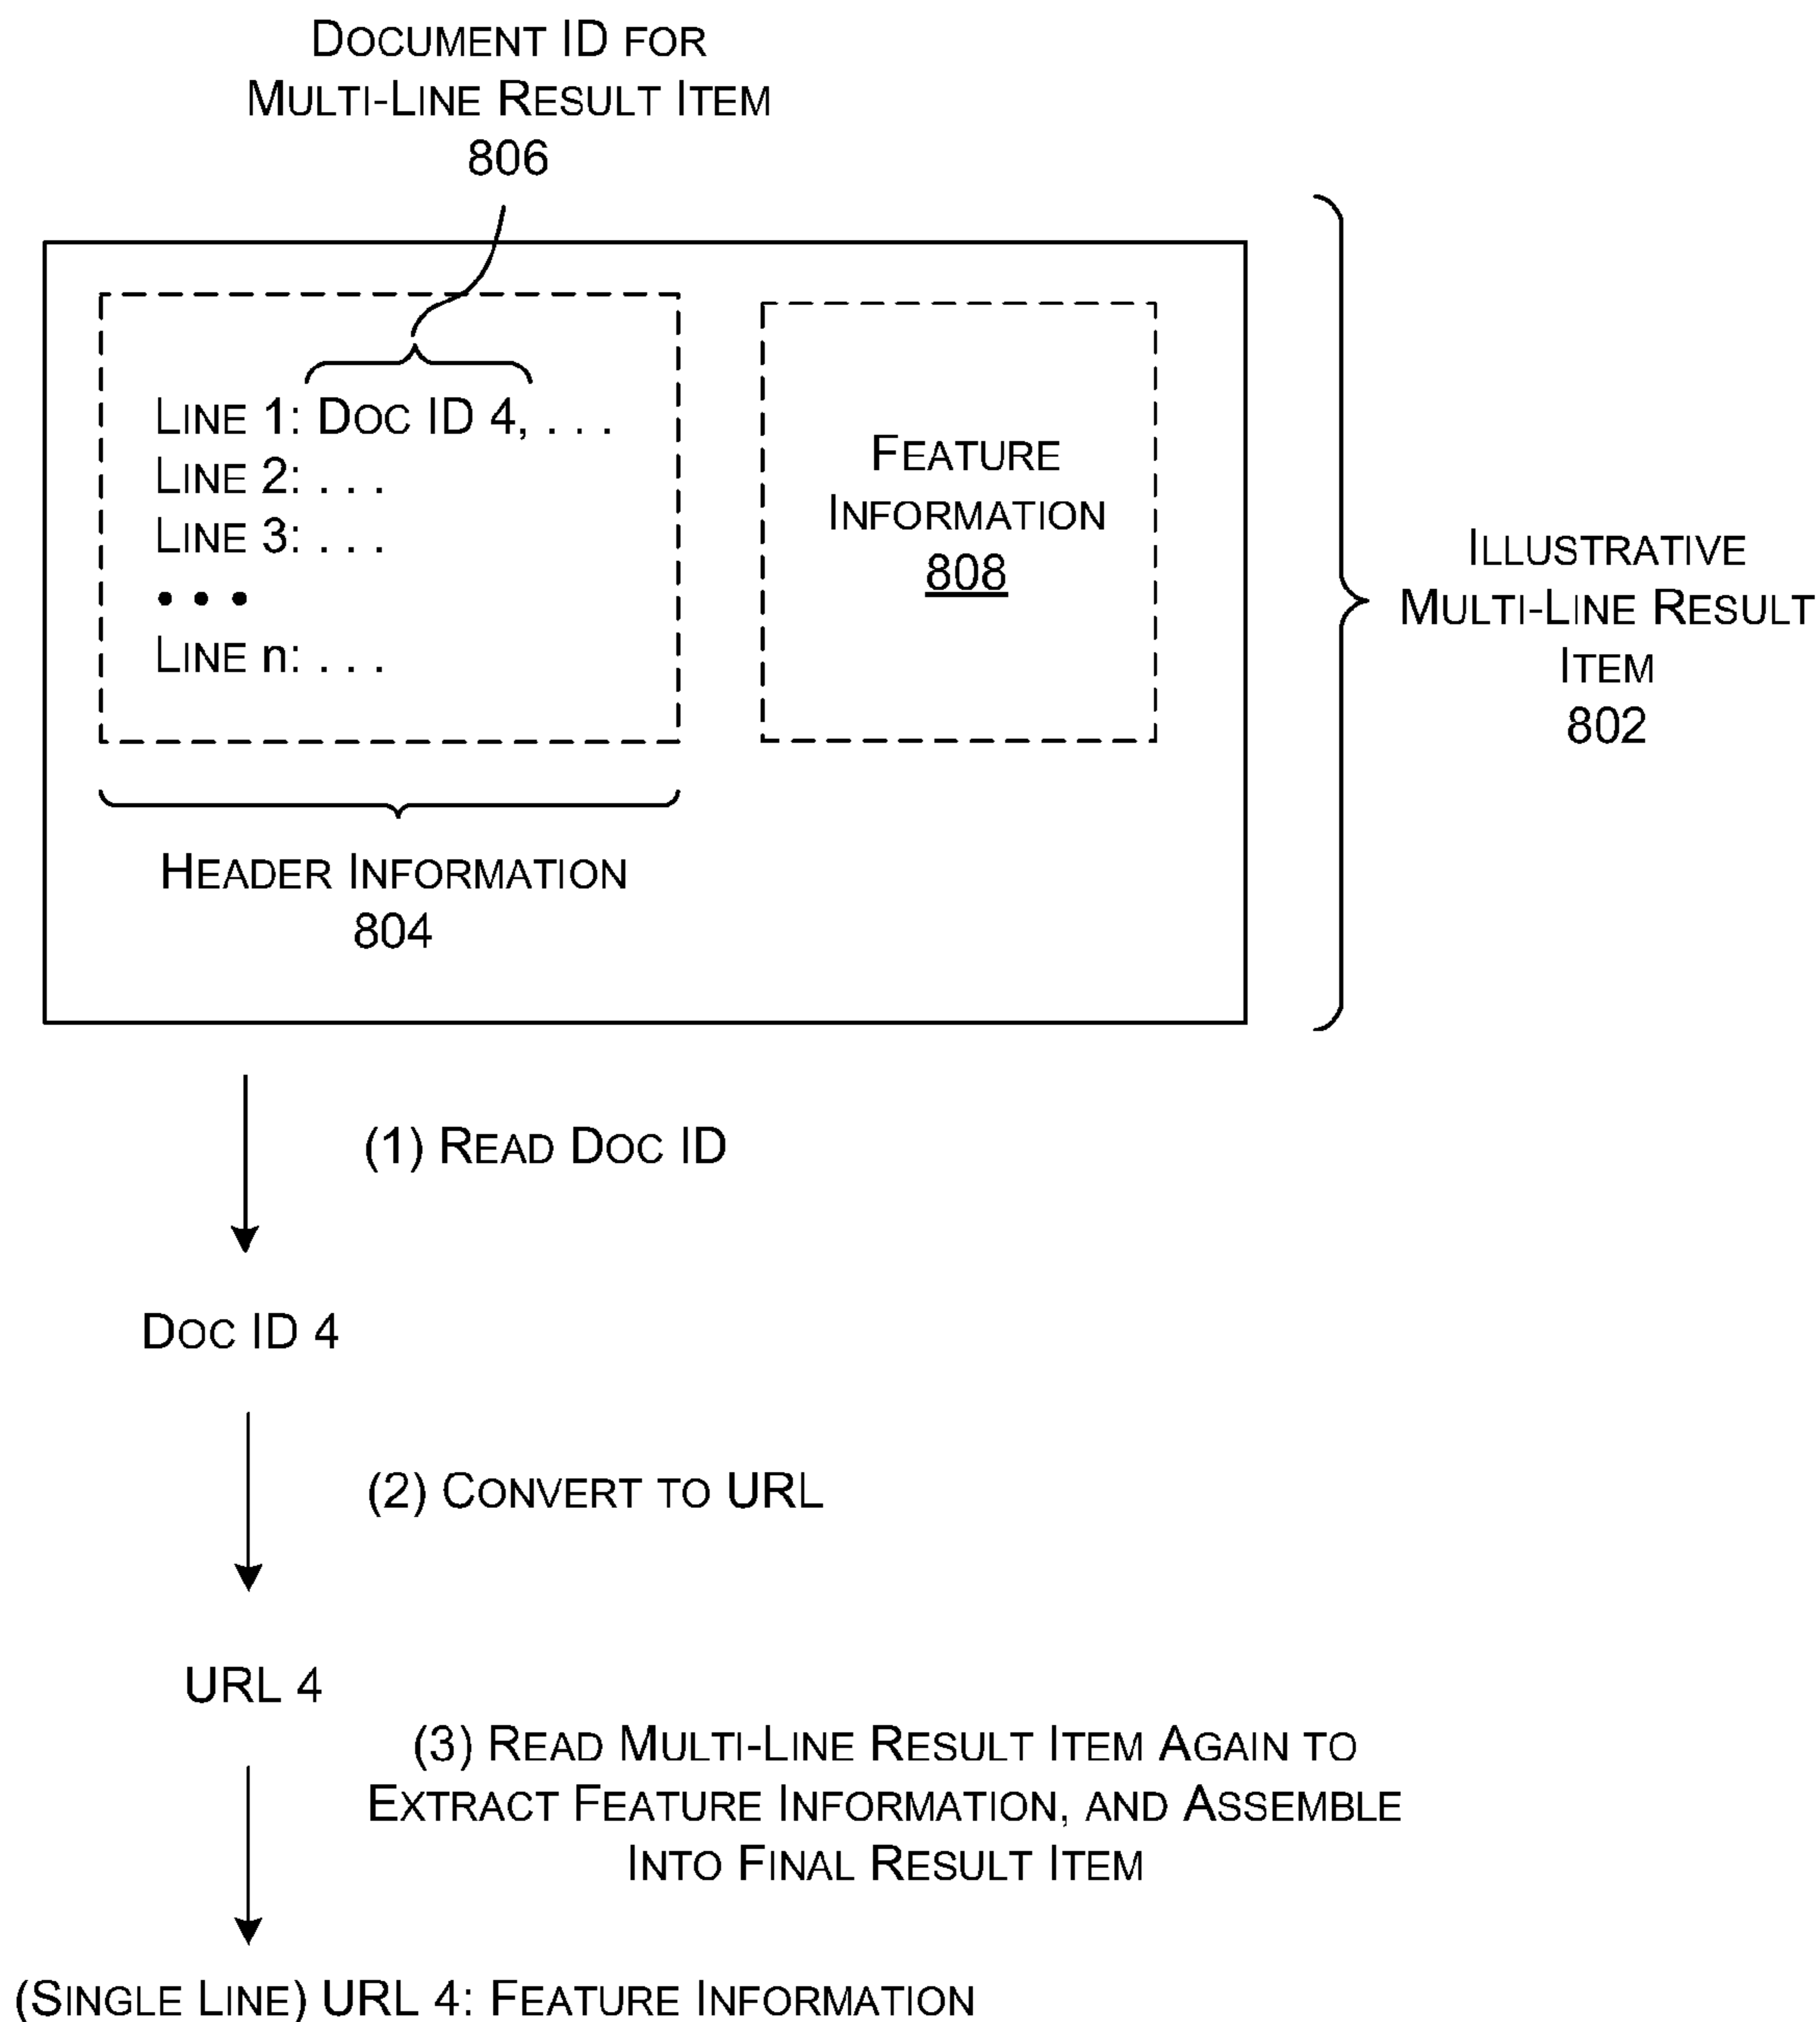 DOCUMENT ID FOR
MULTI-LINE RESULT ITEM
806
LINE 1: DOC ID 4, . . .
LINE 2: . . .
LINE 3: . . .
• • •
LINE n: . . .
FEATURE
INFORMATION
808
HEADER INFORMATION
804
ILLUSTRATIVE
MULTI-LINE RESULT
ITEM
802
(1) READ DOC ID
DOC ID 4
(2) CONVERT TO URL
URL 4
(3) READ MULTI-LINE RESULT ITEM AGAIN TO
EXTRACT FEATURE INFORMATION, AND ASSEMBLE
INTO FINAL RESULT ITEM
(SINGLE LINE) URL 4: FEATURE INFORMATION